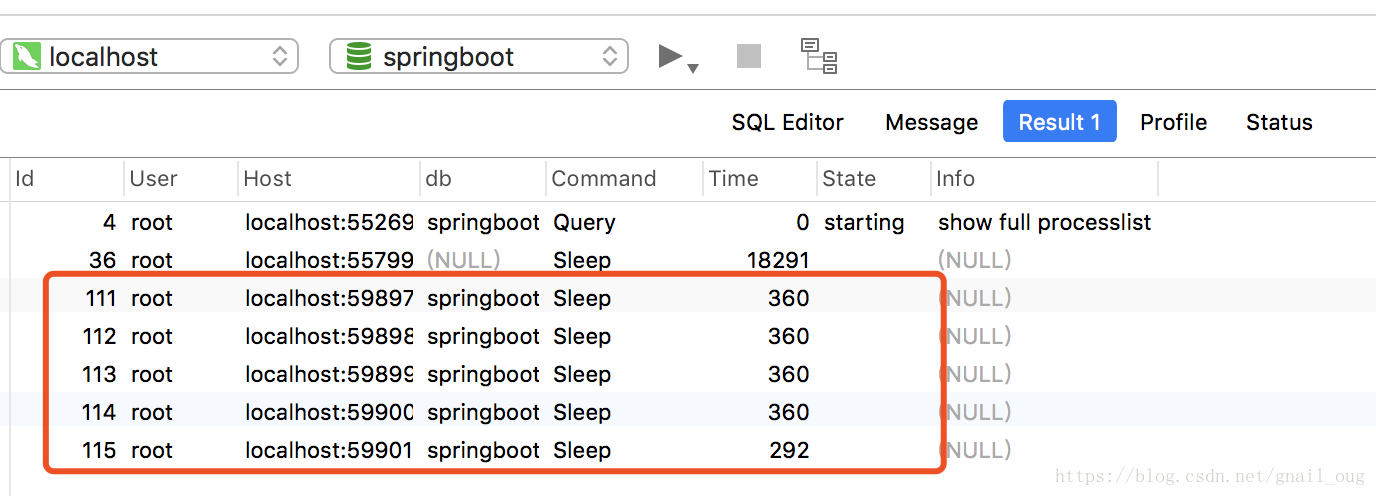 localhost springboot
SQL Editor Message Result 1 Profile Status
Id User Host db Command Time State Info
4 root localhost:55269 springboot Query 0 starting show full processlist
36 root localhost:55799 (NULL) Sleep 18291 (NULL)
111 root localhost:59897 springboot Sleep 360 (NULL)
112 root localhost:59898 springboot Sleep 360 (NULL)
113 root localhost:59899 springboot Sleep 360 (NULL)
114 root localhost:59900 springboot Sleep 360 (NULL)
115 root localhost:59901 springboot Sleep 292 (NULL)
https://blog.csdn.net/gnail_oug